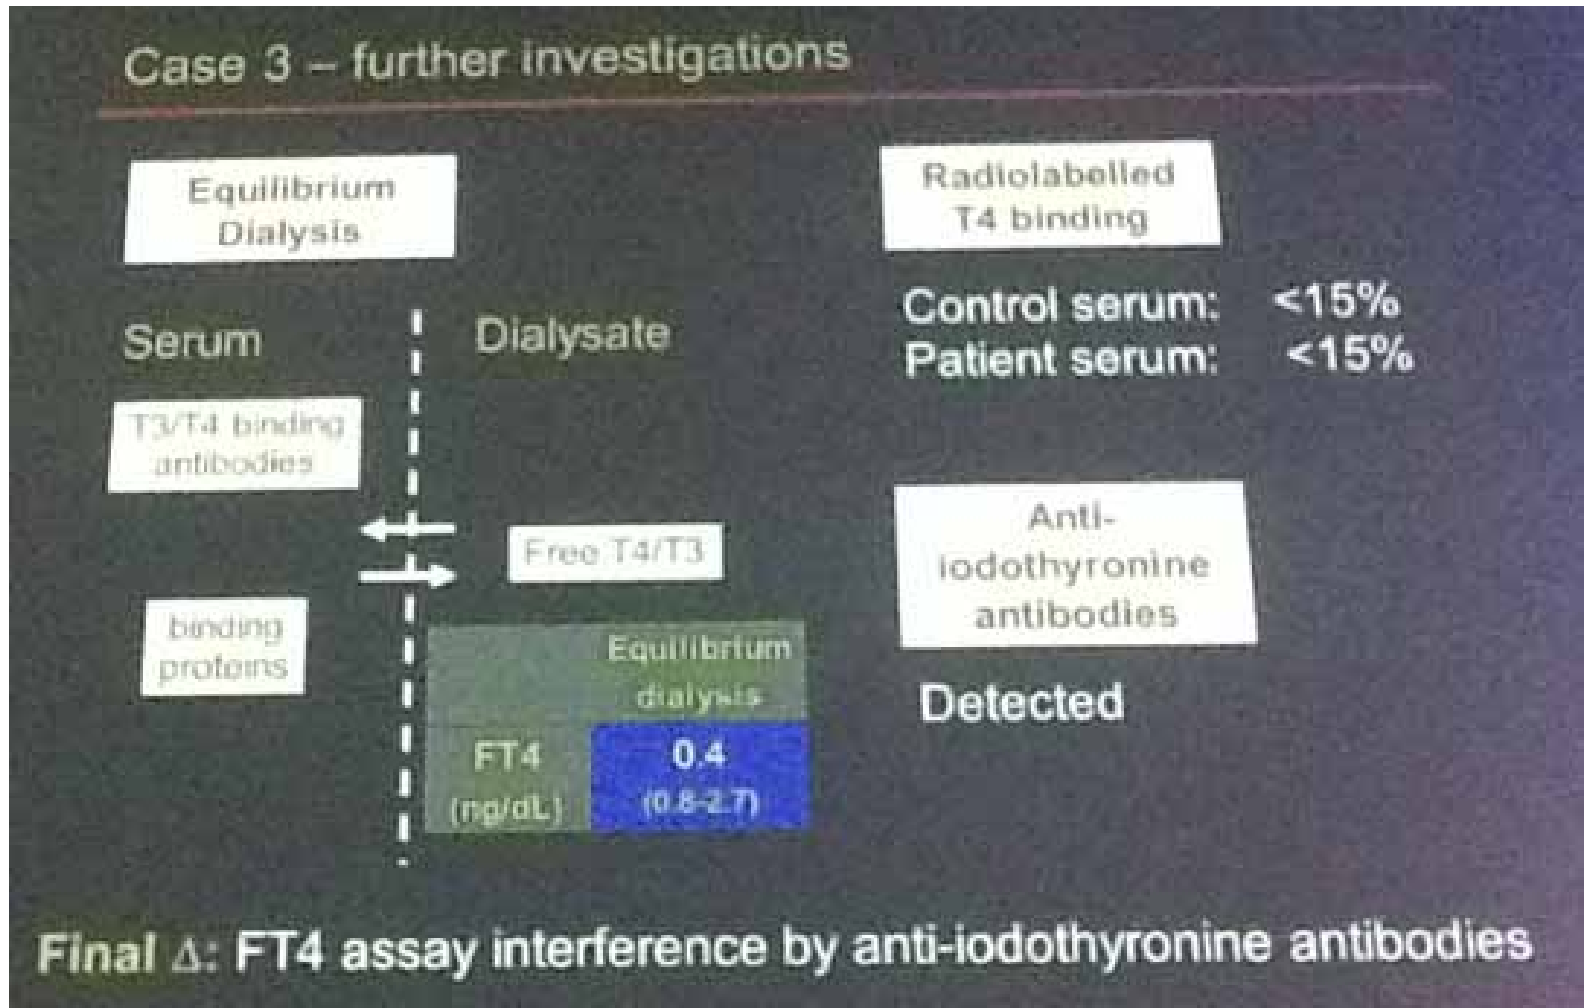 Case 3 – further investigations
Equilibrium
Dialysis
Serum
Dialysate
T3/T4 binding
antibodies
Free T4/T3
binding
proteins
Equilibrium
dialysis
FT4
(ng/dL)
0.4
(0.8-2.7)
Radiolabelled
T4 binding
Control serum: <15%
Patient serum: <15%
Anti-
iodothyronine
antibodies
Detected
Final Δ: FT4 assay interference by anti-iodothyronine antibodies